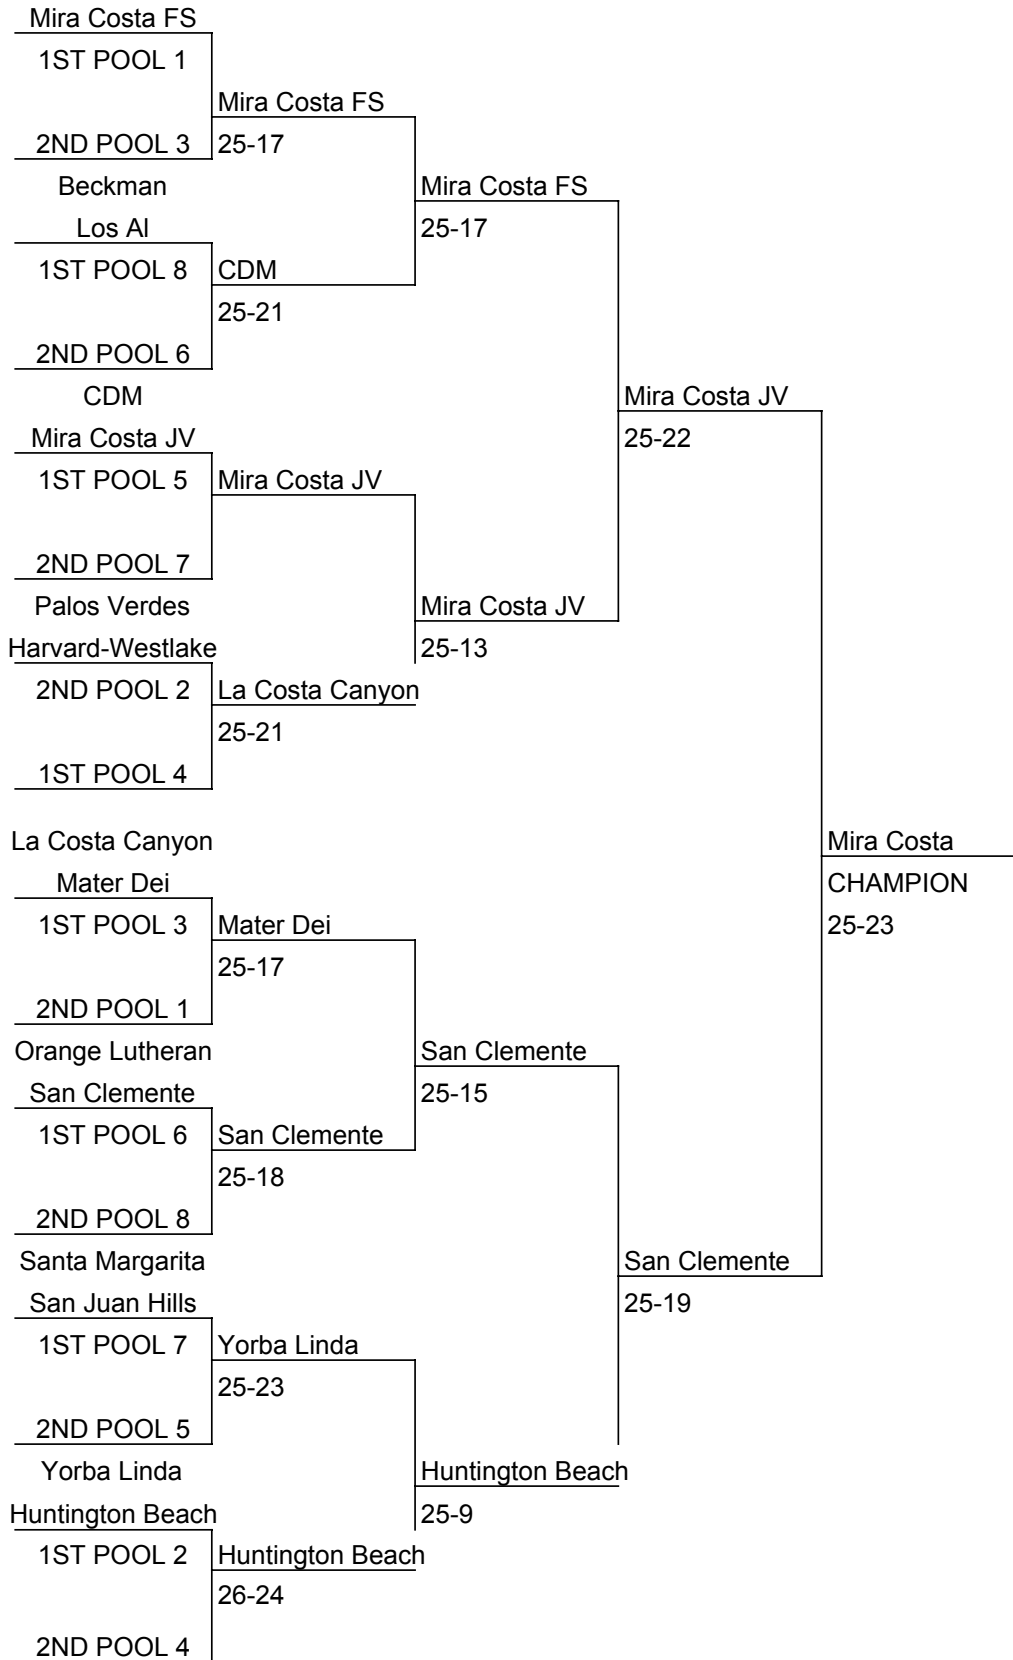 Mira Costa FS
1ST POOL 1
Mira Costa FS
2ND POOL 3 25-17
Beckman Mira Costa FS
Los Al 25-17
1ST POOL 8 CDM
25-21
2ND POOL 6
CDM Mira Costa JV
Mira Costa JV 25-22
1ST POOL 5 Mira Costa JV
2ND POOL 7
Palos Verdes Mira Costa JV
Harvard-Westlake 25-13
2ND POOL 2 La Costa Canyon
25-21
1ST POOL 4
La Costa Canyon Mira Costa
Mater Dei CHAMPION
1ST POOL 3 Mater Dei 25-23
25-17
2ND POOL 1
Orange Lutheran San Clemente
San Clemente 25-15
1ST POOL 6 San Clemente
25-18
2ND POOL 8
Santa Margarita San Clemente
San Juan Hills 25-19
1ST POOL 7 Yorba Linda
25-23
2ND POOL 5
Yorba Linda Huntington Beach
Huntington Beach 25-9
1ST POOL 2 Huntington Beach
26-24
2ND POOL 4